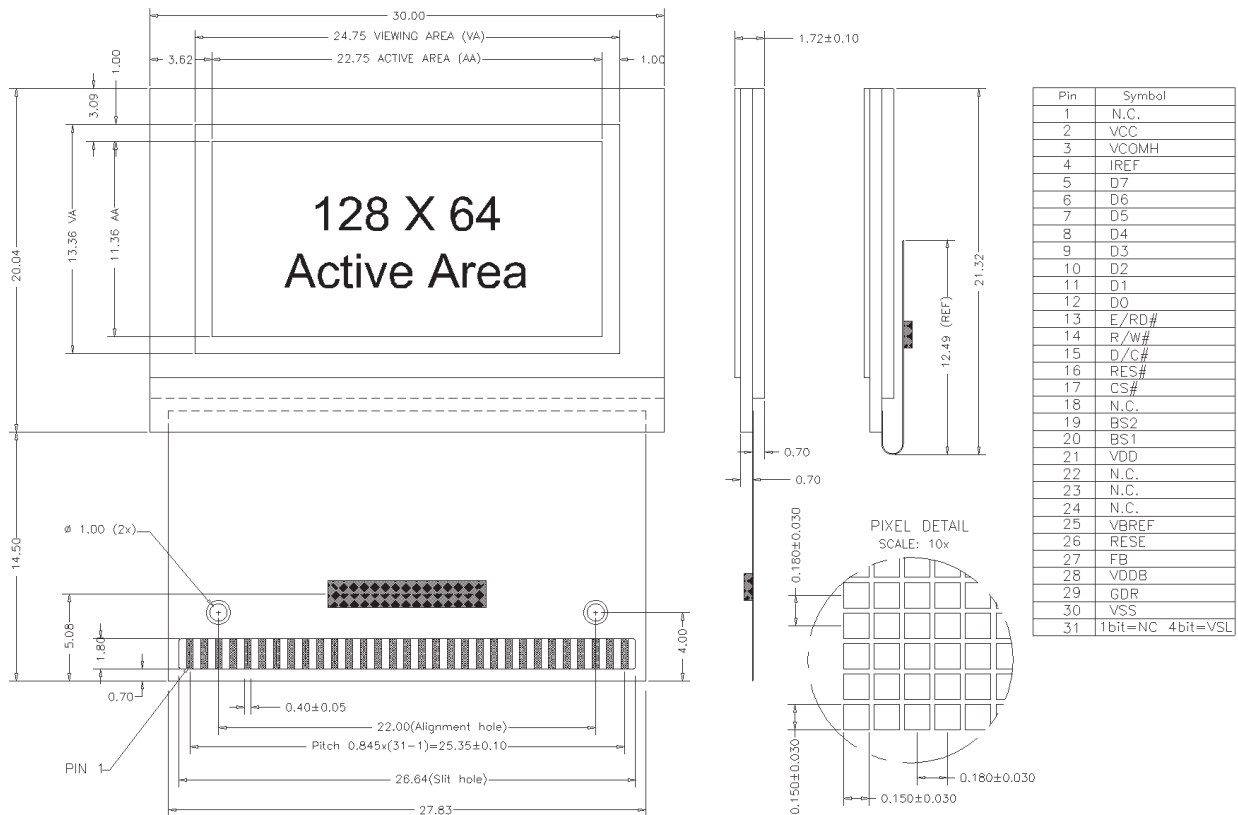 30.00
24.75 VIEWING AREA (VA)
3.62
22.75 ACTIVE AREA (AA)
1.00
1.00
3.09
20.04
13.36 VA
11.36 AA
128 X 64
Active Area
14.50
ø 1.00 (2x)
5.08
1.80
0.70
4.00
0.40±0.05
22.00(Alignment hole)
Pitch 0.845x(31-1)=25.35±0.10
PIN 1
26.64(Slit hole)
27.83
1.72±0.10
0.70
0.70
12.49 (REF)
21.32
PIXEL DETAIL
SCALE: 10x
0.180±0.030
0.150±0.030
0.180±0.030
0.150±0.030
Pin Symbol
1 N.C.
2 VCC
3 VCOMH
4 IREF
5 D7
6 D6
7 D5
8 D4
9 D3
10 D2
11 D1
12 D0
13 E/RD#
14 R/W#
15 D/C#
16 RES#
17 CS#
18 N.C.
19 BS2
20 BS1
21 VDD
22 N.C.
23 N.C.
24 N.C.
25 VBREF
26 RESE
27 FB
28 VDDB
29 GDR
30 VSS
31 1bit=NC 4bit=VSL